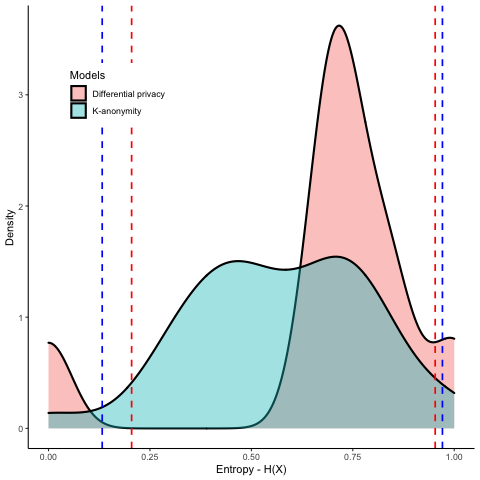 Models
Differential privacy
K-anonymity
Density
3
2
1
0
0.00 0.25 0.50 0.75 1.00
Entropy - H(X)